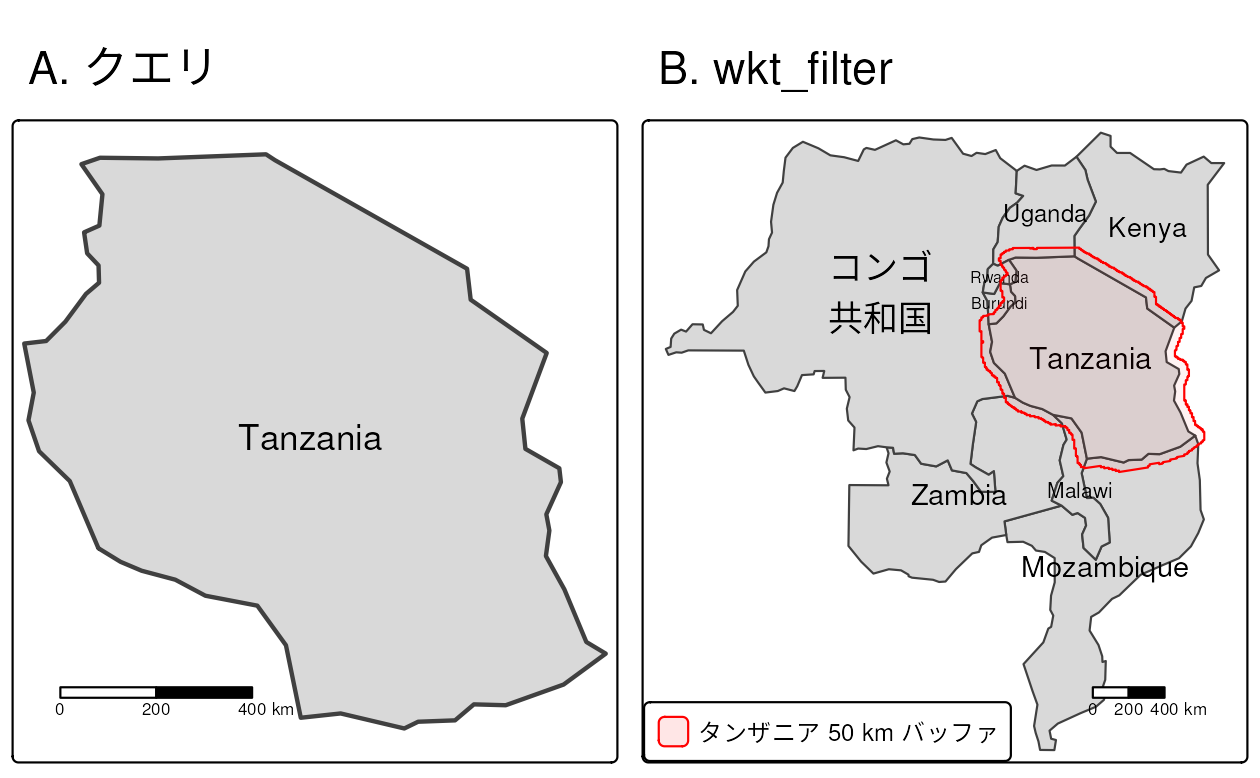 A. クエリ
Tanzania
0 200 400 km
B. wkt_filter
Uganda
Kenya
コンゴ
共和国
Rwanda
Burundi
Tanzania
Zambia
Malawi
Mozambique
0 200 400 km
タンザニア 50 km バッファ